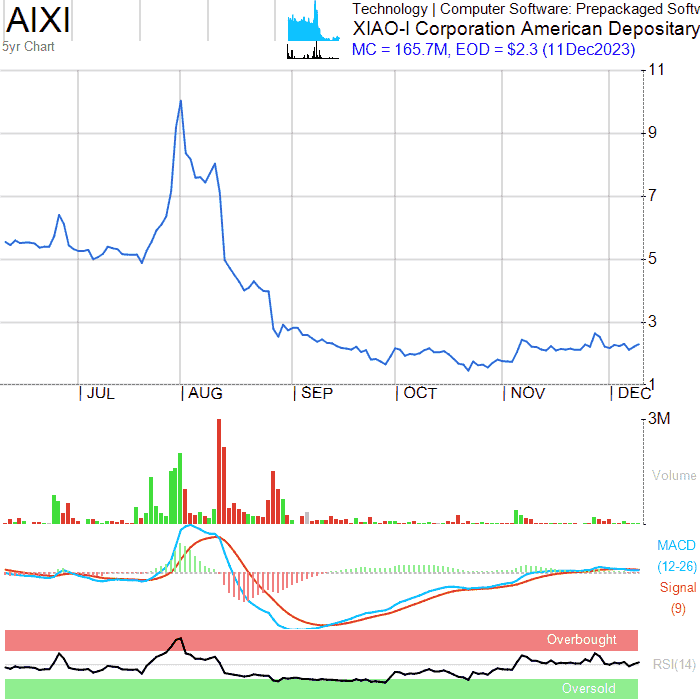 AIXI
5yr Chart
Technology | Computer Software: Prepackaged Softw
XIAO-I Corporation American Depositary
MC = 165.7M, EOD = $2.3 (11Dec2023)
11
9
7
5
3
1
| JUL | AUG | SEP | OCT | NOV | DEC
3M
Volume
MACD
(12-26)
Signal
(9)
Overbought
RSI(14)
Oversold